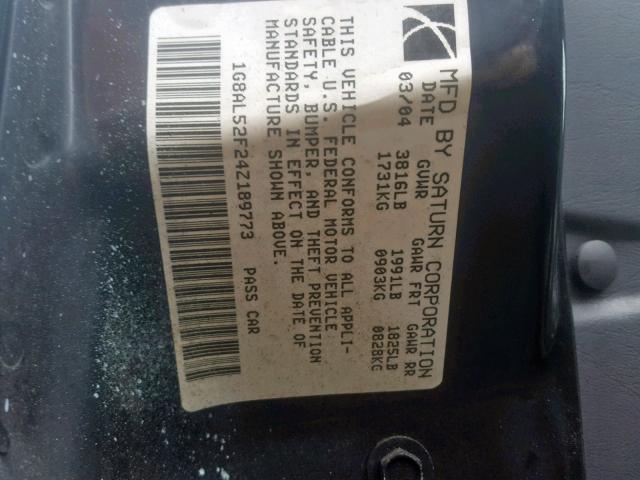 MFD BY SATURN CORPORATION
DATE GVWR GAWR FRT GAWR RR
03/04 3816LB 1991LB 1825LB
1731KG 0903KG 0828KG
THIS VEHICLE CONFORMS TO ALL APPLI-
CABLE U.S. FEDERAL MOTOR VEHICLE
SAFETY, BUMPER, AND THEFT PREVENTION
STANDARDS IN EFFECT ON THE DATE OF
MANUFACTURE SHOWN ABOVE.
1G8AL52F24Z189773 PASS CAR